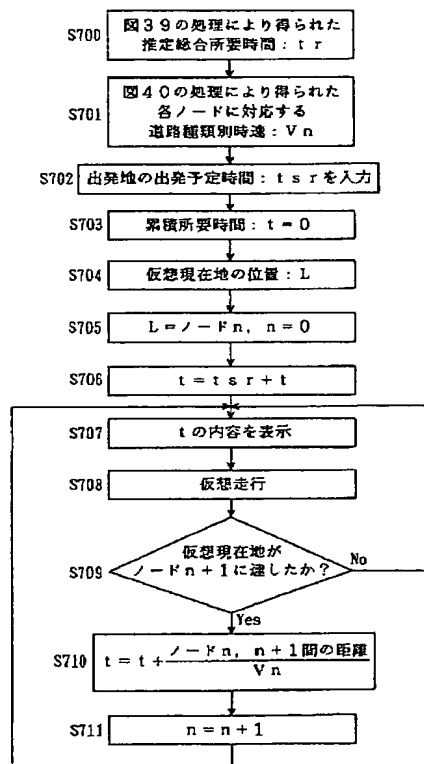 S700
図39の処理により得られた
推定総合所要時間：tr
S701
図40の処理により得られた
各ノードに対応する
道路種類別時速：Vn
S702
出発地の出発予定時間：tsrを入力
S703
累積所要時間：t=0
S704
仮想現在地の位置：L
S705
L=ノードn, n=0
S706
t=tsr+t
S707
tの内容を表示
S708
仮想走行
S709
仮想現在地が
ノードn+1に達したか?
No
Yes
S710
t=t+ノードn, n+1間の距離/Vn
S711
n=n+1